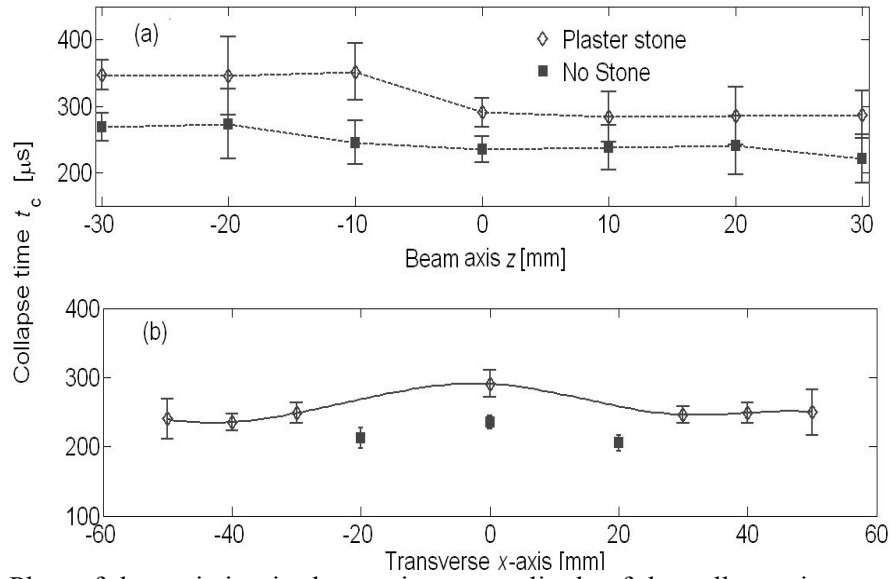 (a)
Plaster stone
No Stone
400
300
200
-30 -20 -10 0 10 20 30
Beam axis z [mm]
Collapse time t_c [μs]
(b)
400
300
200
100
-60 -40 -20 0 20 40 60
Transverse x-axis [mm]